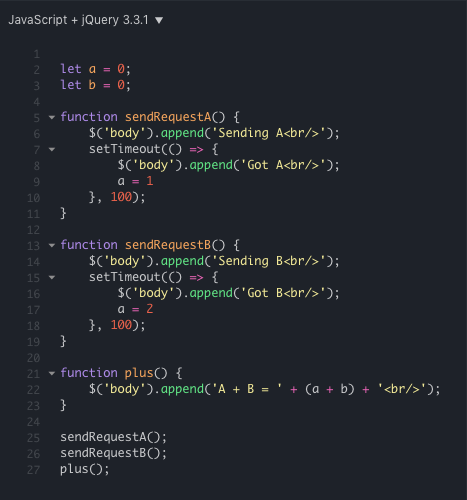 JavaScript + jQuery 3.3.1 ▼
1
2 let a = 0;
3 let b = 0;
4
5 function sendRequestA() {
6     $('body').append('Sending A<br/>');
7     setTimeout(() => {
8         $('body').append('Got A<br/>');
9         a = 1
10     }, 100);
11 }
12
13 function sendRequestB() {
14     $('body').append('Sending B<br/>');
15     setTimeout(() => {
16         $('body').append('Got B<br/>');
17         a = 2
18     }, 100);
19 }
20
21 function plus() {
22     $('body').append('A + B = ' + (a + b) + '<br/>');
23 }
24
25 sendRequestA();
26 sendRequestB();
27 plus();